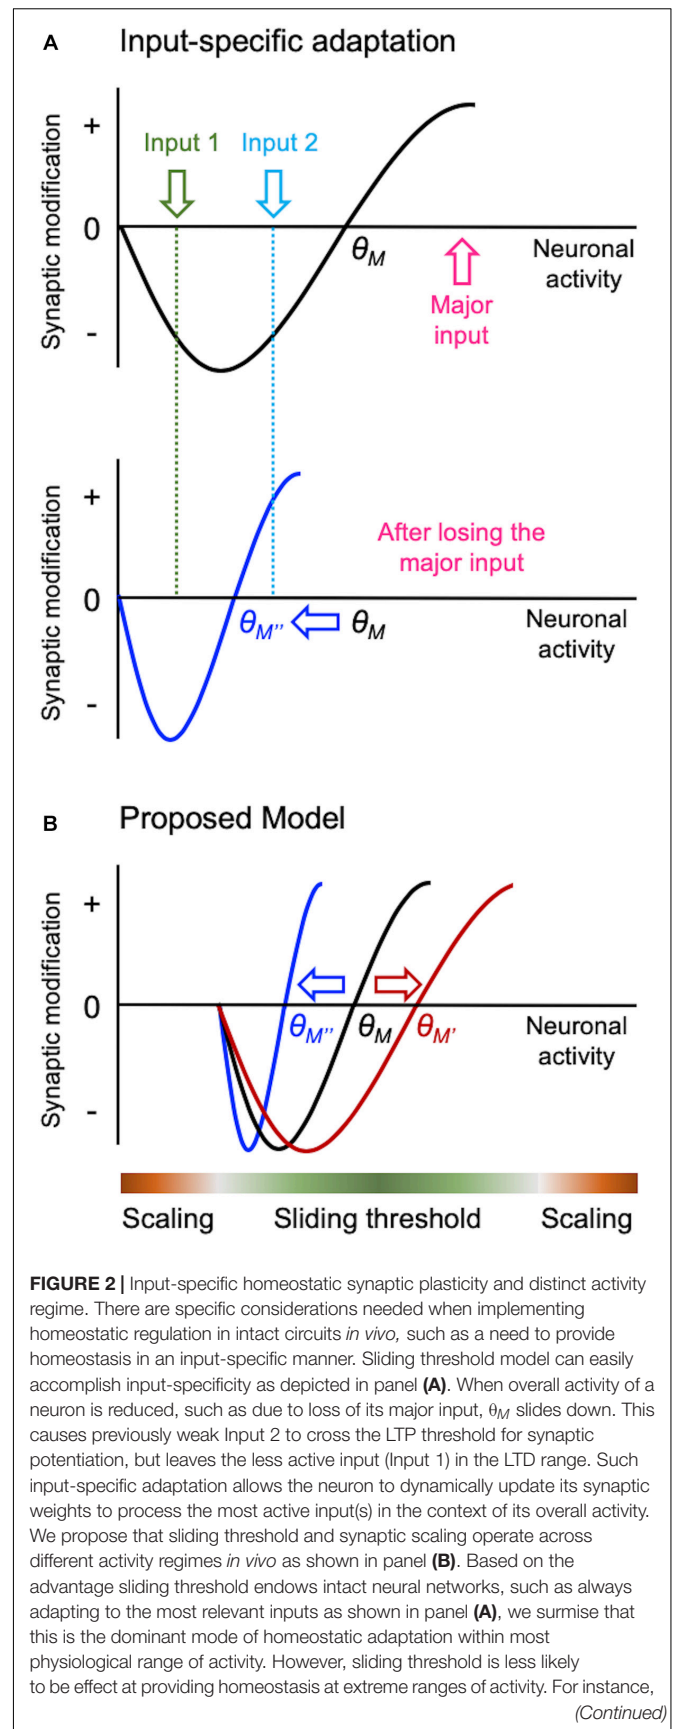 A Input-specific adaptation
Synaptic modification
+
0
-
Input 1 Input 2
θM
Major
input
Neuronal
activity
Synaptic modification
+
0
-
After losing the
major input
θM'' θM
Neuronal
activity
B Proposed Model
Synaptic modification
+
0
-
θM'' θM θM'
Neuronal
activity
Scaling Sliding threshold Scaling
FIGURE 2 | Input-specific homeostatic synaptic plasticity and distinct activity
regime. There are specific considerations needed when implementing
homeostatic regulation in intact circuits in vivo, such as a need to provide
homeostasis in an input-specific manner. Sliding threshold model can easily
accomplish input-specificity as depicted in panel (A). When overall activity of a
neuron is reduced, such as due to loss of its major input, θM slides down. This
causes previously weak Input 2 to cross the LTP threshold for synaptic
potentiation, but leaves the less active input (Input 1) in the LTD range. Such
input-specific adaptation allows the neuron to dynamically update its synaptic
weights to process the most active input(s) in the context of its overall activity.
We propose that sliding threshold and synaptic scaling operate across
different activity regimes in vivo as shown in panel (B). Based on the
advantage sliding threshold endows intact neural networks, such as always
adapting to the most relevant inputs as shown in panel (A), we surmise that
this is the dominant mode of homeostatic adaptation within most
physiological range of activity. However, sliding threshold is less likely
to be effect at providing homeostasis at extreme ranges of activity. For instance,
(Continued)